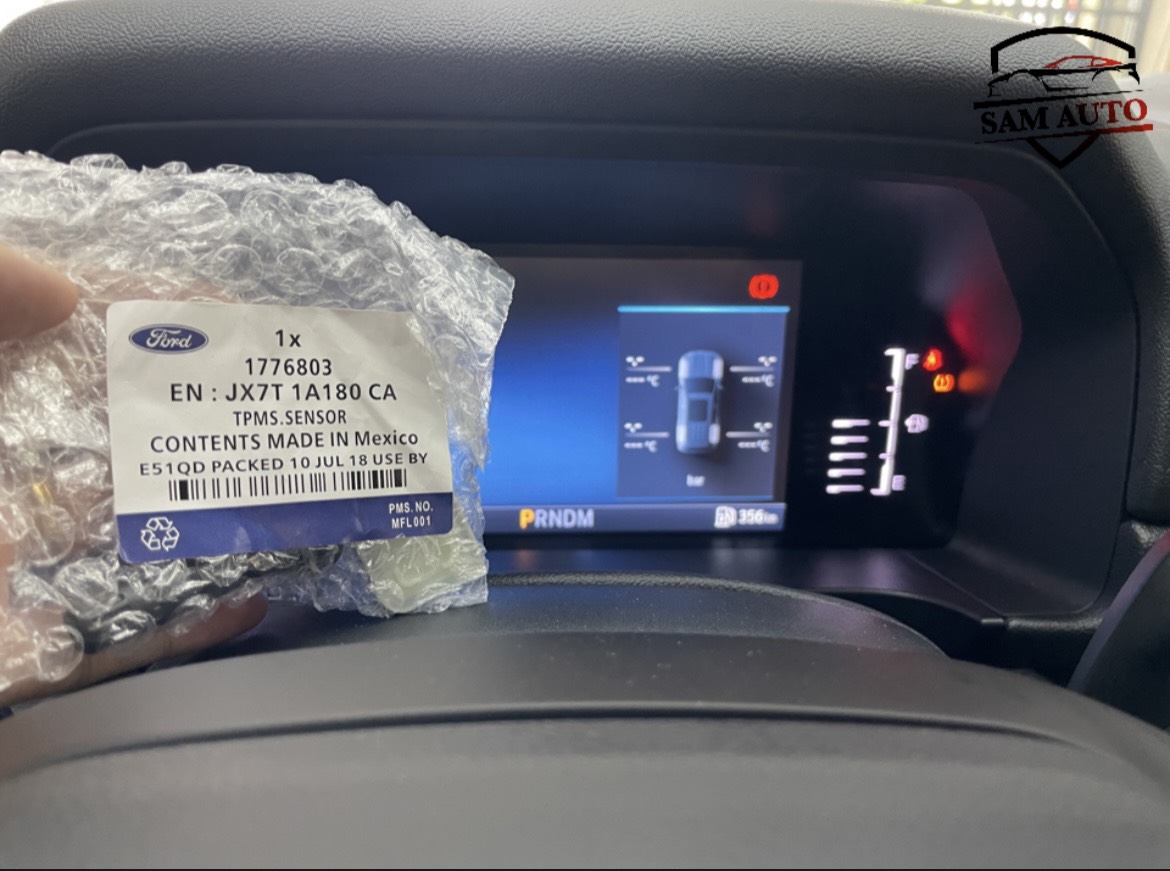 SAM AUTO
Ford
1x
1776803
EN : JX7T 1A180 CA
TPMS.SENSOR
CONTENTS MADE IN Mexico
E51QD PACKED 10 JUL 18 USE BY
PMS.NO.
MFL001
bar
PRNDM
356km
F
E